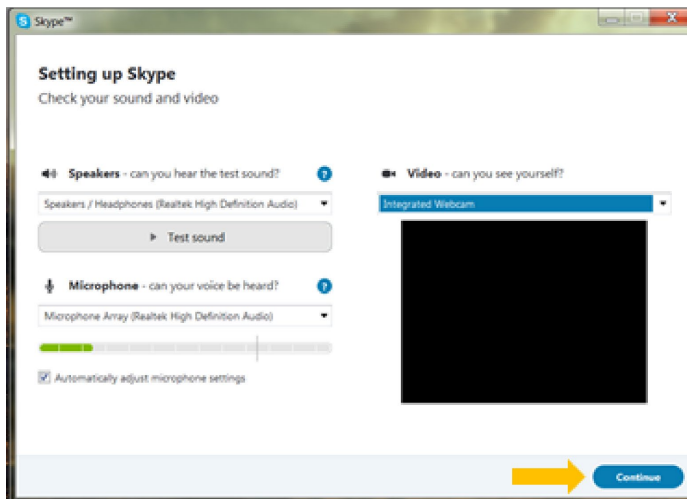 Skype™
Setting up Skype
Check your sound and video
Speakers - can you hear the test sound?
Speakers / Headphones (Realtek High Definition Audio)
Test sound
Microphone - can your voice be heard?
Microphone Array (Realtek High Definition Audio)
Automatically adjust microphone settings
Video - can you see yourself?
Integrated Webcam
Continue